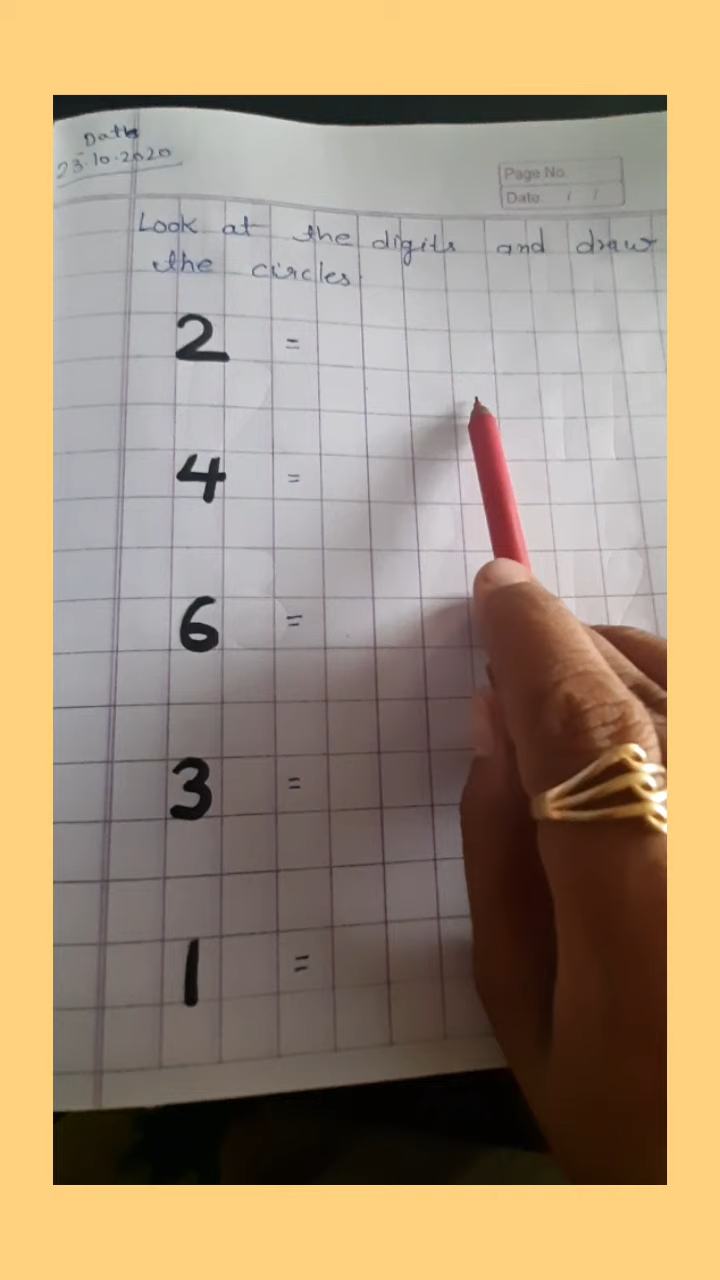 Date
23.10.2020
Page No.
Date / /
Look at the digits and draw
the circles
2 =
4 =
6 =
3 =
1 =